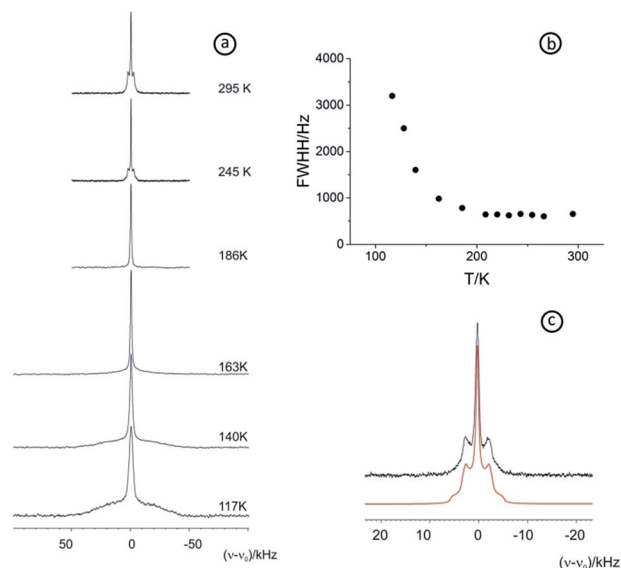 a
295 K
245 K
186K
163K
140K
117K
50 0 -50
(ν-ν₀)/kHz
b
FWHH/Hz
4000
3000
2000
1000
0
100 200 300
T/K
c
20 10 0 -10 -20
(ν-ν₀)/kHz